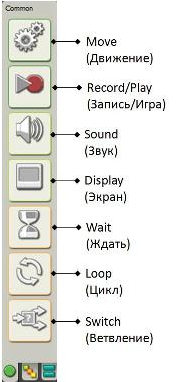 Common
Move
(Движение)
Record/Play
(Запись/Игра)
Sound
(Звук)
Display
(Экран)
Wait
(Ждать)
Loop
(Цикл)
Switch
(Ветвление)